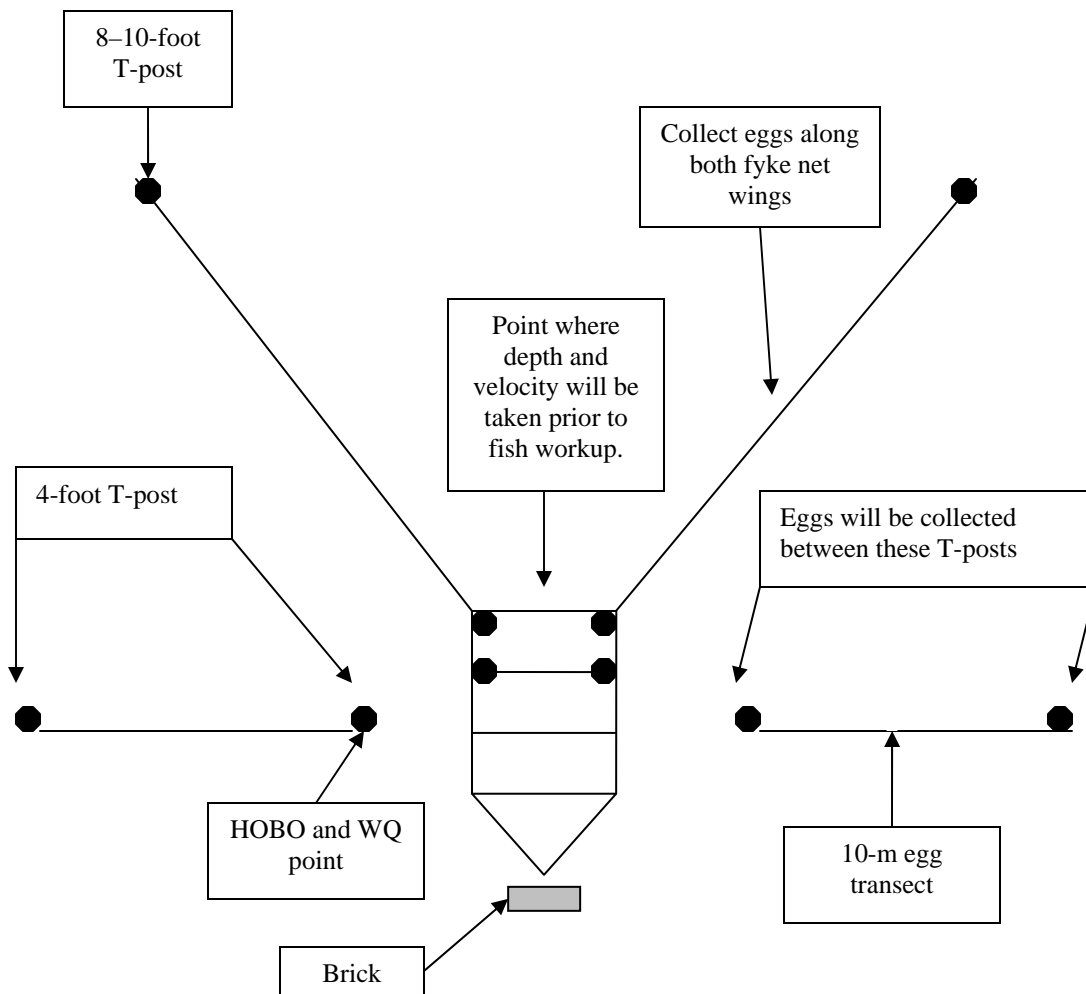 8–10-foot
T-post
Collect eggs along
both fyke net
wings
Point where
depth and
velocity will be
taken prior to
fish workup.
4-foot T-post
Eggs will be collected
between these T-posts
HOBO and WQ
point
10-m egg
transect
Brick